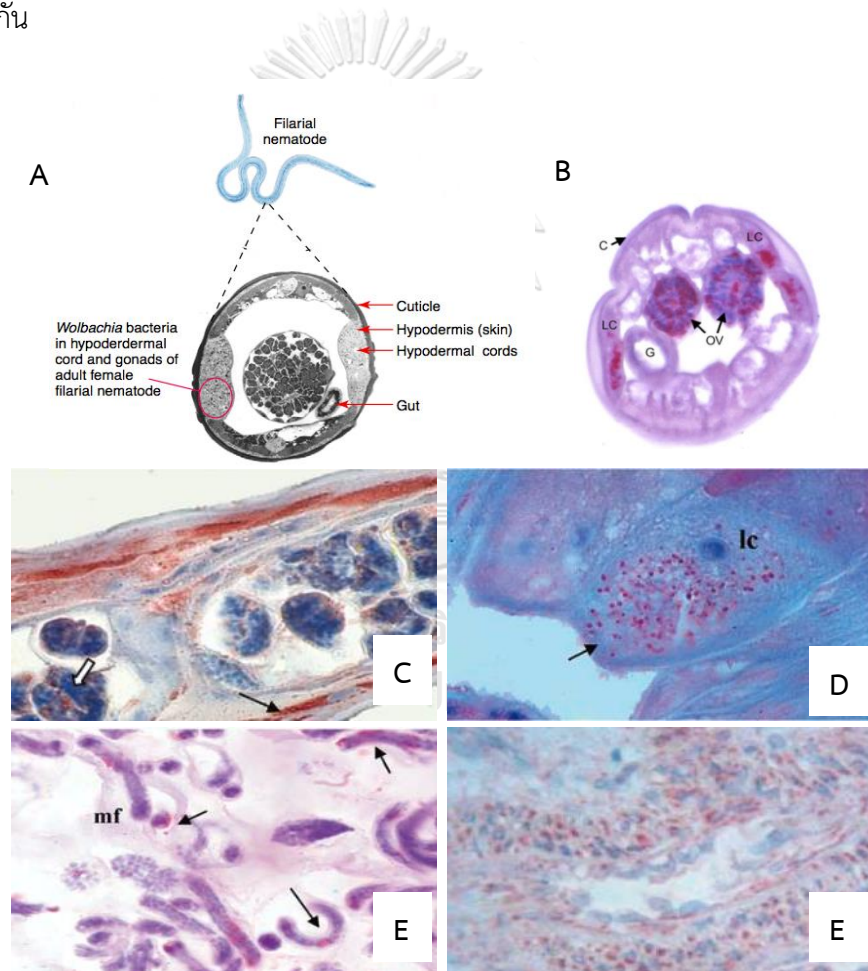 กัน
Filarial
nematode
A
B
C
LC
Cuticle
Hypodermis (skin)
Hypodermal cords
Gut
Wolbachia bacteria
in hypoderdermal
cord and gonads of
adult female
filarial nematode
LC
G
OV
C
lc
D
mf
E
E